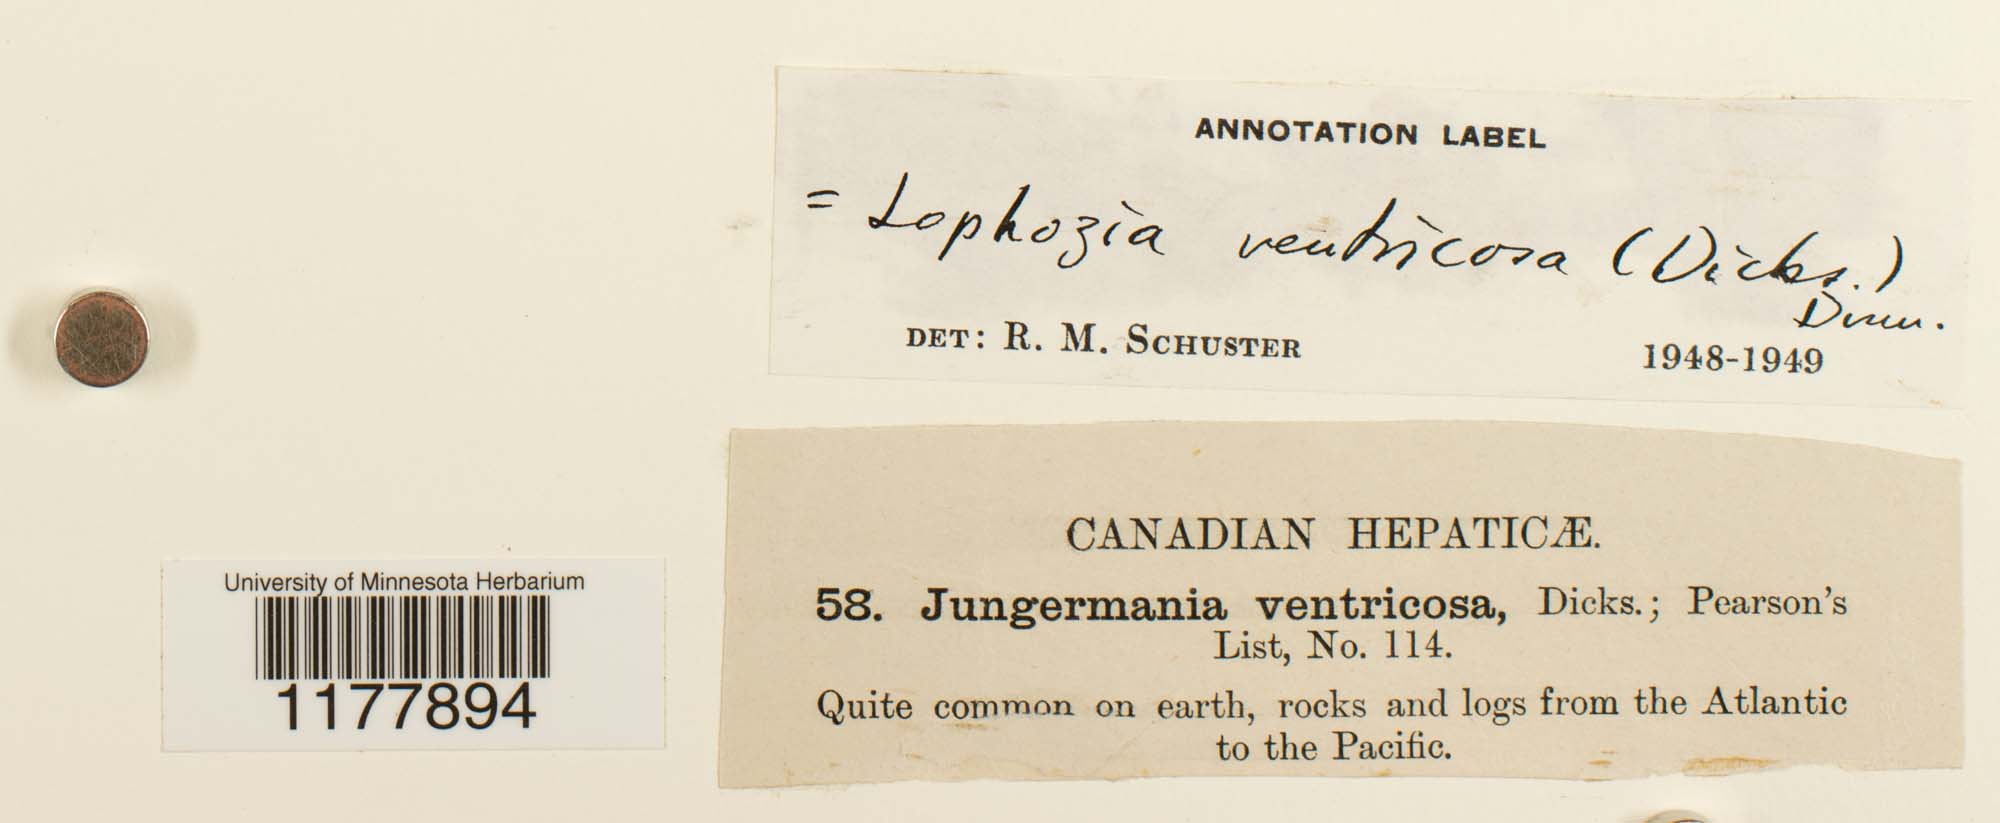 ANNOTATION LABEL
= Lophozia ventricosa (Dicks.)
Dum.
DET: R. M. SCHUSTER 1948-1949
CANADIAN HEPATICÆ.
58. Jungermania ventricosa, Dicks.; Pearson's
List, No. 114.
Quite common on earth, rocks and logs from the Atlantic
to the Pacific.
University of Minnesota Herbarium
1177894